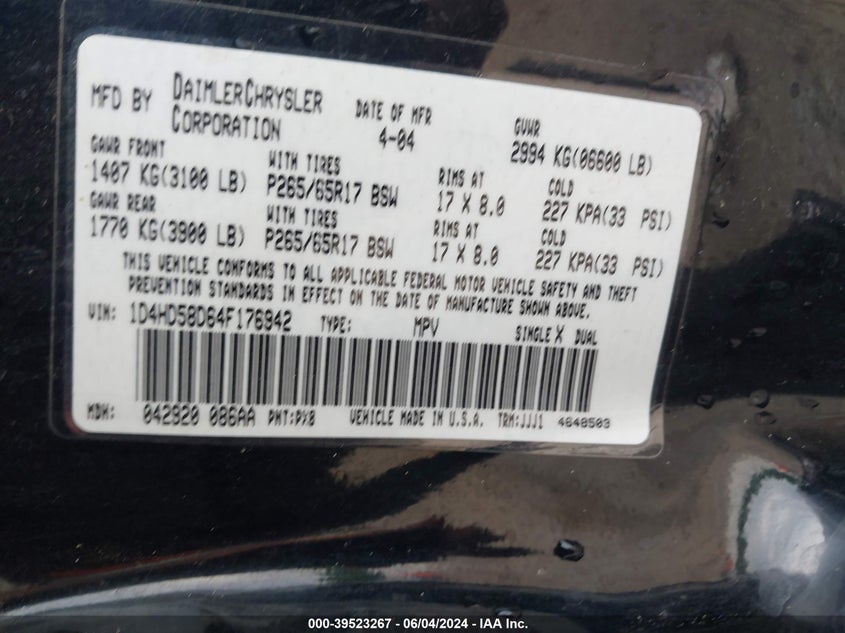 MFD BY DAIMLERCHRYSLER CORPORATION DATE OF MFR 4-04 GVWR 2994 KG(06600 LB)
GAWR FRONT WITH TIRES RIMS AT COLD
1407 KG(3100 LB) P265/65R17 BSW 17 X 8.0 227 KPA(33 PSI)
GAWR REAR WITH TIRES RIMS AT COLD
1770 KG(3900 LB) P265/65R17 BSW 17 X 8.0 227 KPA(33 PSI)
THIS VEHICLE CONFORMS TO ALL APPLICABLE FEDERAL MOTOR VEHICLE SAFETY AND THEFT
PREVENTION STANDARDS IN EFFECT ON THE DATE OF MANUFACTURE SHOWN ABOVE.
VIN: 1D4HD58D64F176942 TYPE: MPV SINGLE X DUAL
MDH: 042920 086AA PNT:PX8 VEHICLE MADE IN U.S.A. TRM:JJJ1 4648503
000-39523267 - 06/04/2024 - IAA Inc.